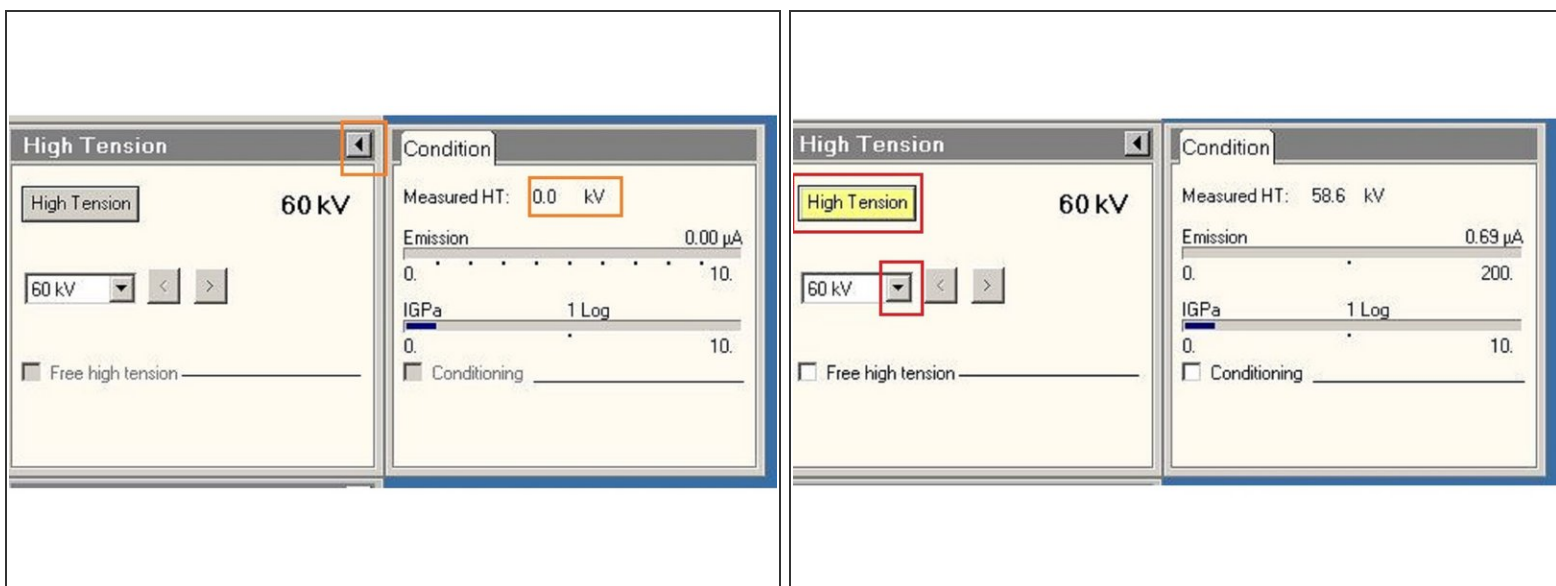 High Tension
High Tension 60 kV
60 kV < >
Free high tension
Condition
Measured HT: 0.0 kV
Emission 0.00 µA
0. 10.
IGPa 1 Log
0. 10.
Conditioning
High Tension
High Tension 60 kV
60 kV < >
Free high tension
Condition
Measured HT: 58.6 kV
Emission 0.69 µA
0. 200.
IGPa 1 Log
0. 10.
Conditioning